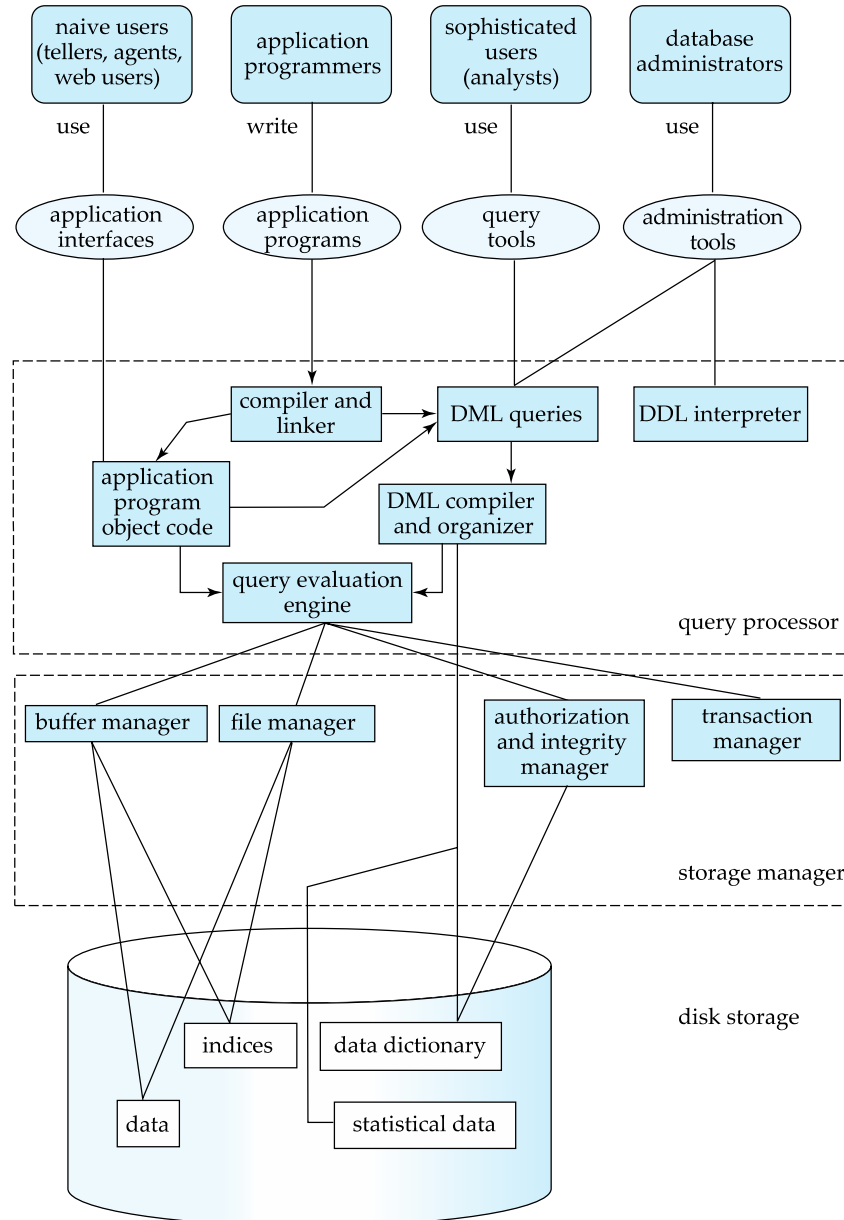 naive users
(tellers, agents,
web users)
application
programmers
sophisticated
users
(analysts)
database
administrators
use
write
use
use
application
interfaces
application
programs
query
tools
administration
tools
compiler and
linker
DML queries
DDL interpreter
application
program
object code
DML compiler
and organizer
query evaluation
engine
query processor
buffer manager
file manager
authorization
and integrity
manager
transaction
manager
storage manager
disk storage
indices
data dictionary
data
statistical data